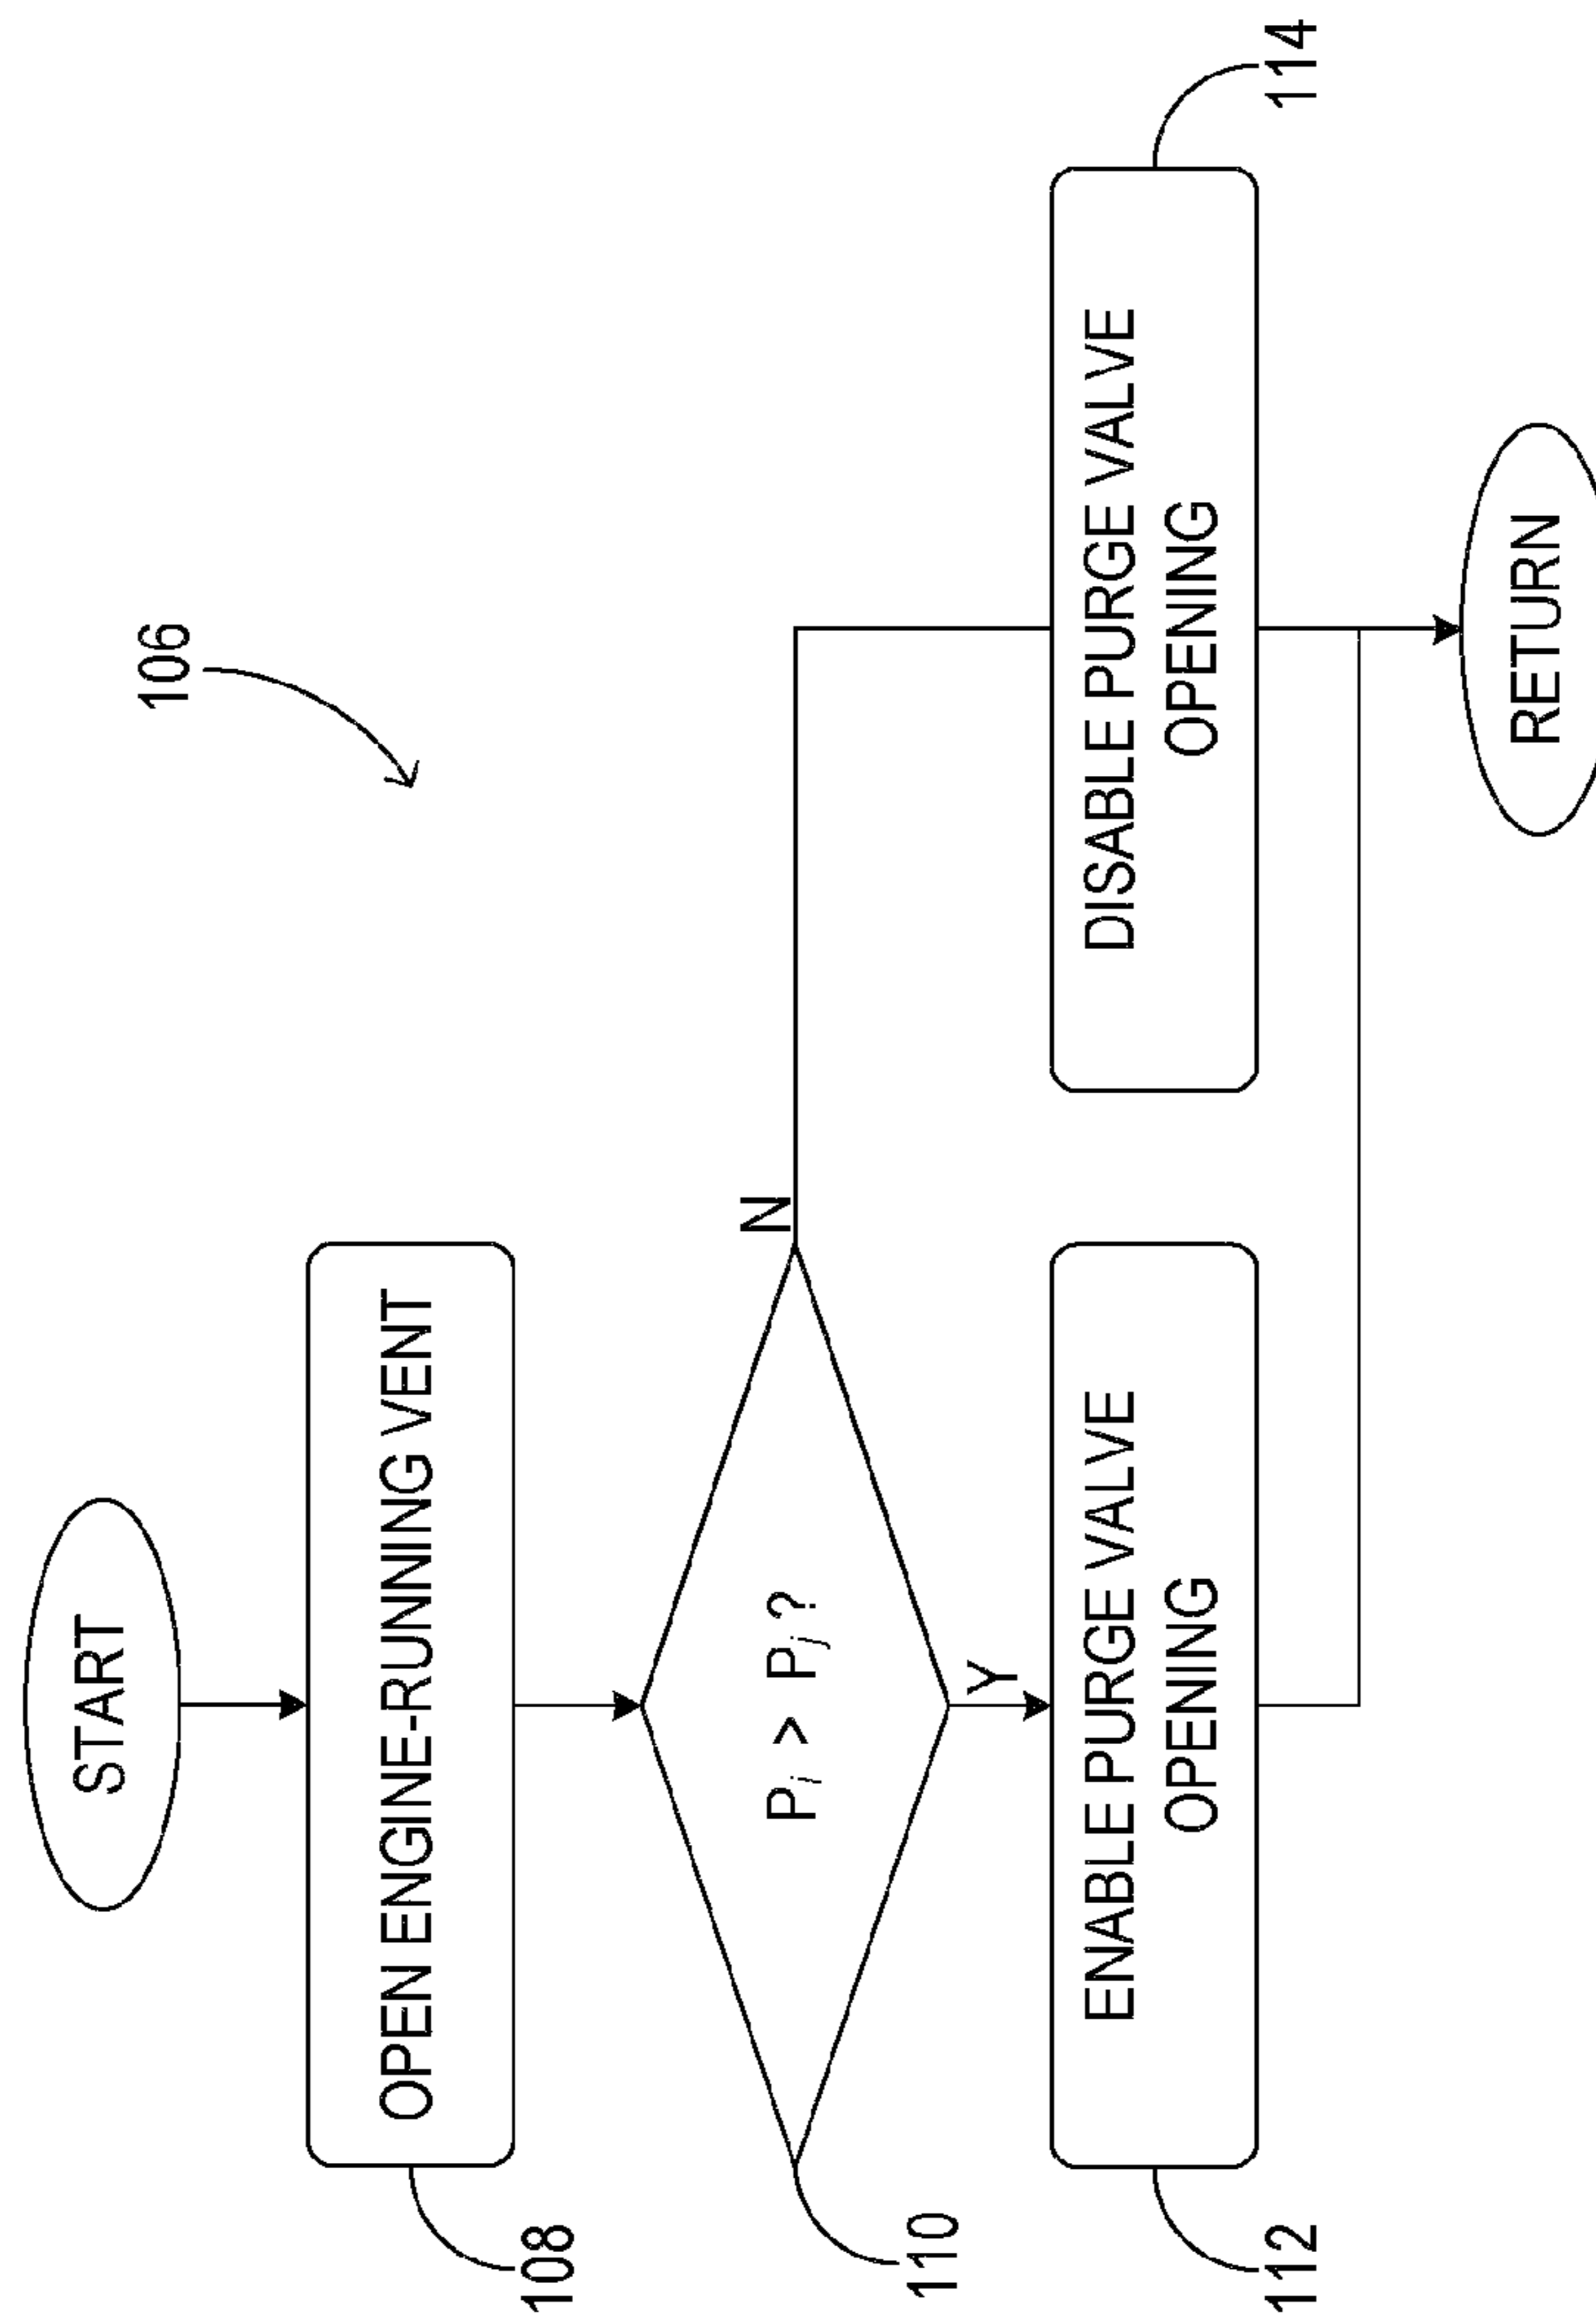 106
START
OPEN ENGINE-RUNNING VENT
108
Pi > Pj?
110
N
Y
ENABLE PURGE VALVE
OPENING
112
DISABLE PURGE VALVE
OPENING
114
RETURN